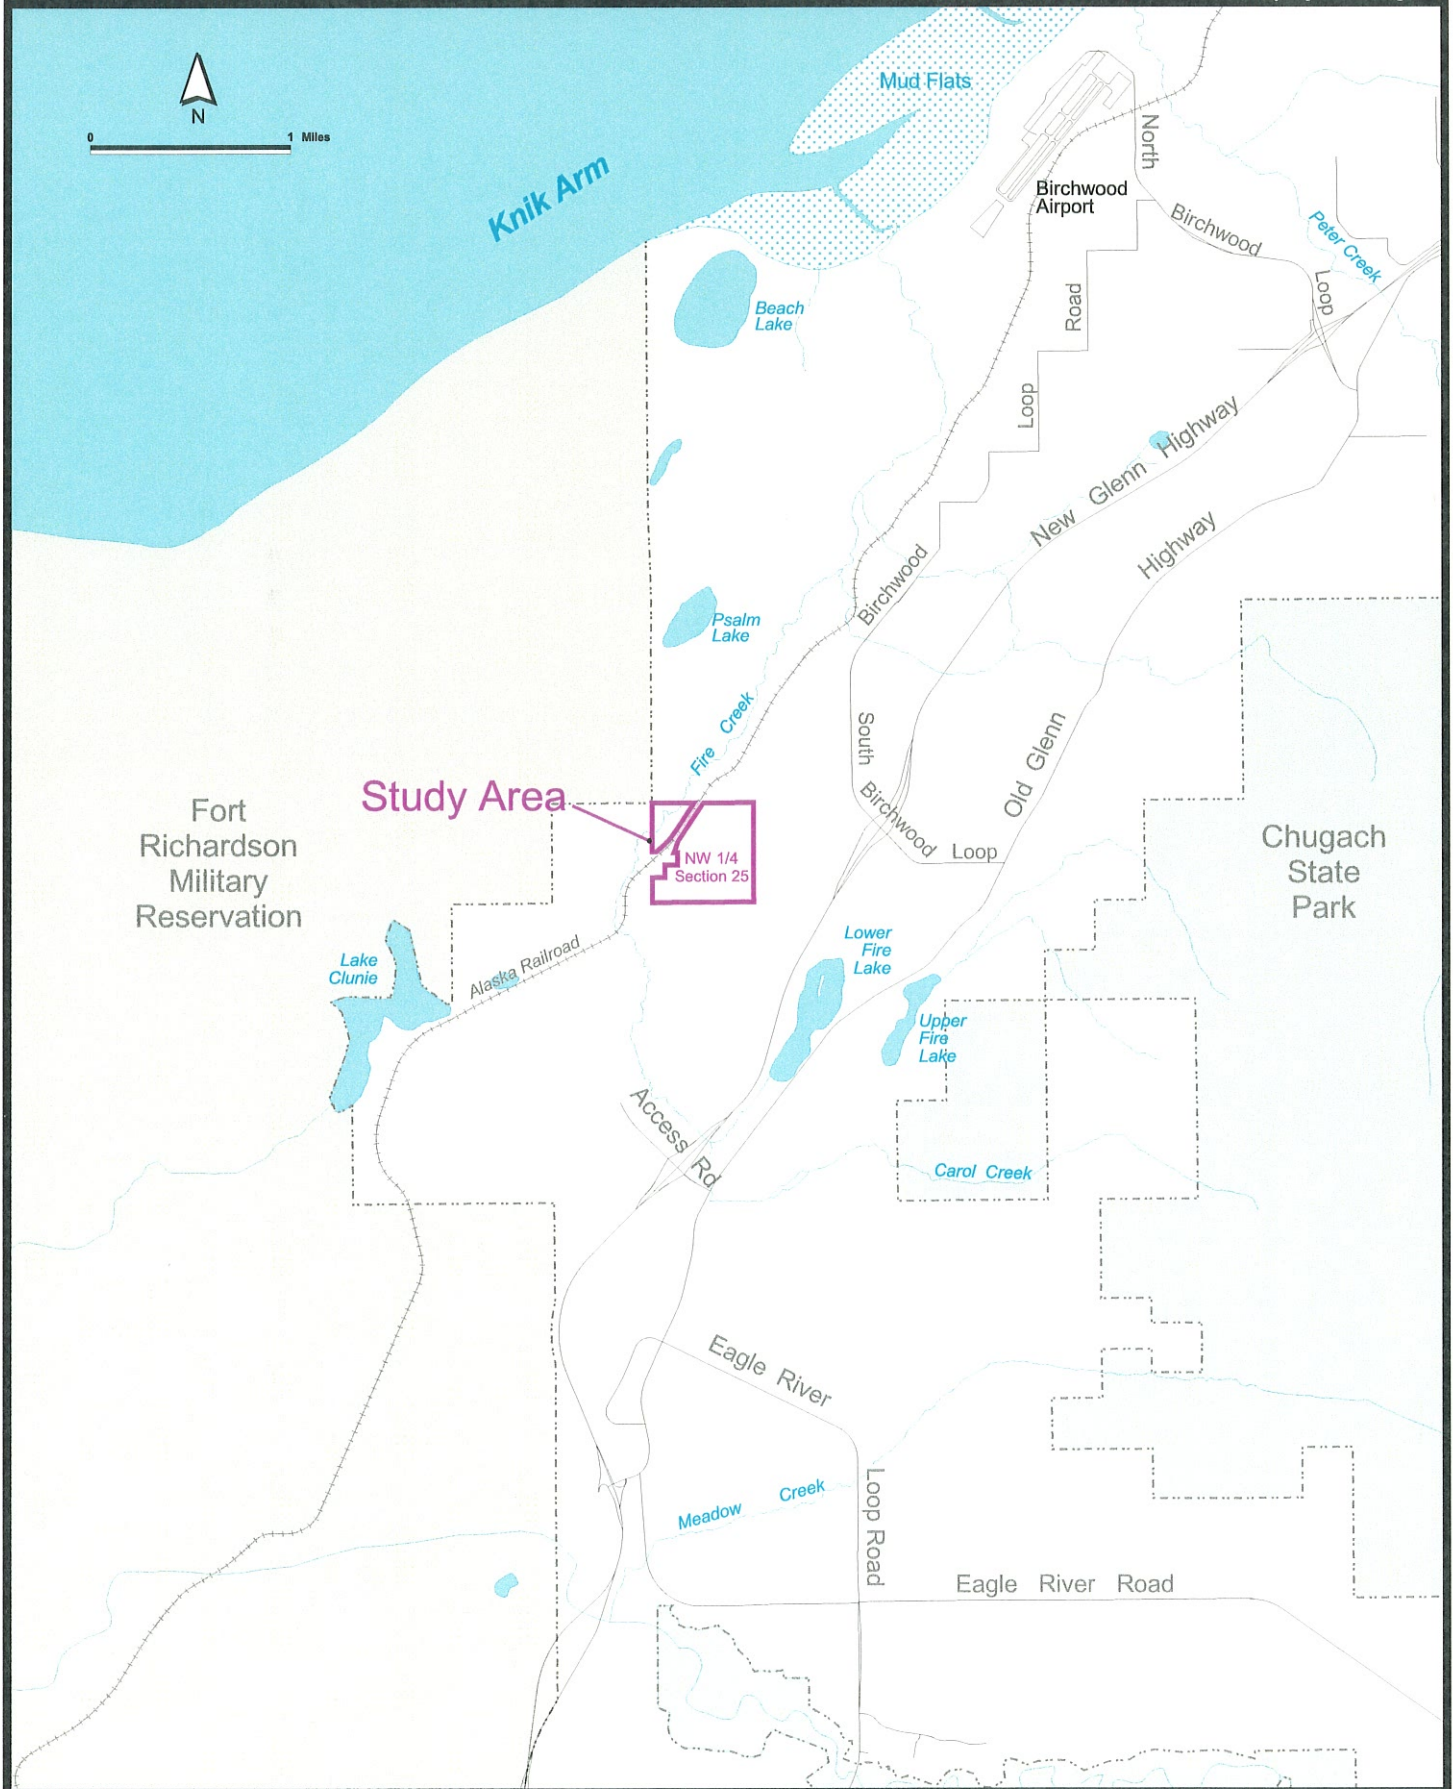 Mud Flats
N
0 1 Miles
Knik Arm
North
Birchwood
Airport
Birchwood
Loop
Peter Creek
Beach
Lake
Road
Loop
Birchwood
New Glenn Highway
Highway
Old Glenn
Psalm
Lake
Fire Creek
South
Birchwood
Loop
Study Area
NW 1/4
Section 25
Fort
Richardson
Military
Reservation
Chugach
State
Park
Lake
Clunie
Alaska Railroad
Lower
Fire
Lake
Upper
Fire
Lake
Access Rd
Carol Creek
Eagle River
Loop Road
Meadow Creek
Eagle River Road